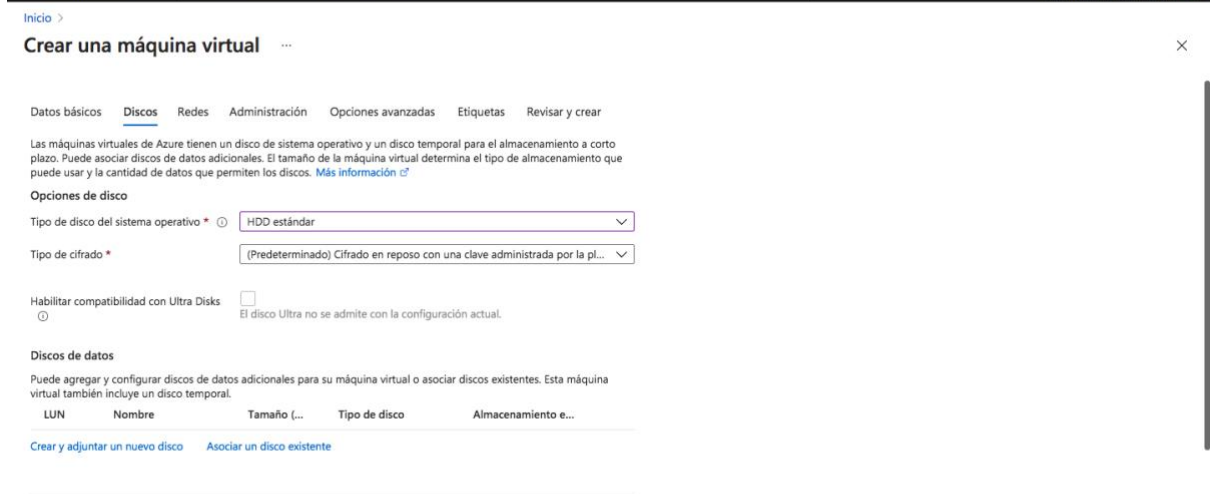 Inicio >
Crear una máquina virtual ...
Datos básicos Discos Redes Administración Opciones avanzadas Etiquetas Revisar y crear
Las máquinas virtuales de Azure tienen un disco de sistema operativo y un disco temporal para el almacenamiento a corto
plazo. Puede asociar discos de datos adicionales. El tamaño de la máquina virtual determina el tipo de almacenamiento que
puede usar y la cantidad de datos que permiten los discos. Más información
Opciones de disco
Tipo de disco del sistema operativo * HDD estándar
Tipo de cifrado * (Predeterminado) Cifrado en reposo con una clave administrada por la pl...
Habilitar compatibilidad con Ultra Disks
El disco Ultra no se admite con la configuración actual.
Discos de datos
Puede agregar y configurar discos de datos adicionales para su máquina virtual o asociar discos existentes. Esta máquina
virtual también incluye un disco temporal.
LUN Nombre Tamaño (... Tipo de disco Almacenamiento e...
Crear y adjuntar un nuevo disco Asociar un disco existente